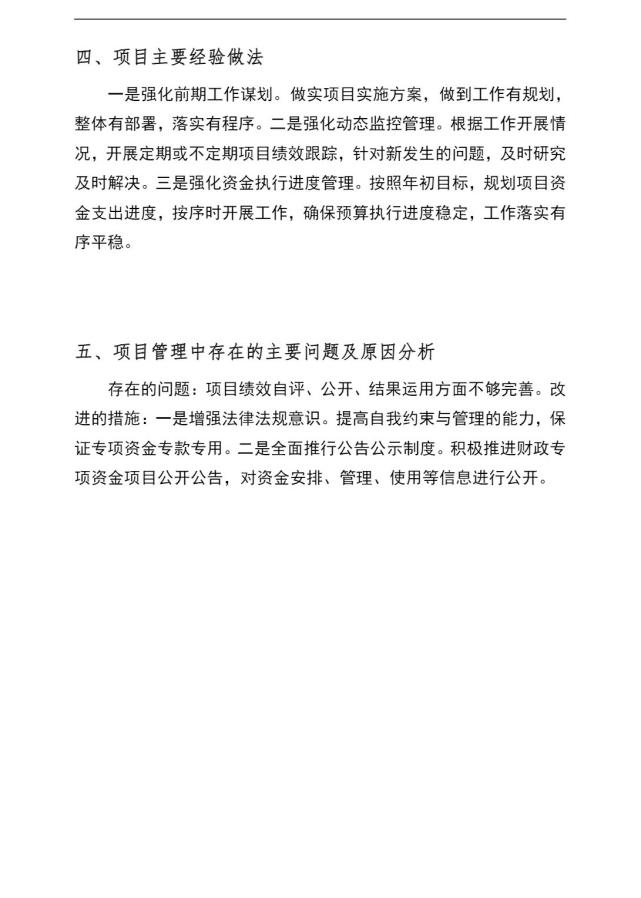 四、项目主要经验做法
一是强化前期工作谋划。做实项目实施方案，做到工作有规划，
整体有部署，落实有程序。二是强化动态监控管理。根据工作开展情
况，开展定期或不定期项目绩效跟踪，针对新发生的问题，及时研究
及时解决。三是强化资金执行进度管理。按照年初目标，规划项目资
金支出进度，按序时开展工作，确保预算执行进度稳定，工作落实有
序平稳。
五、项目管理中存在的主要问题及原因分析
存在的问题：项目绩效自评、公开、结果运用方面不够完善。改
进的措施：一是增强法律法规意识。提高自我约束与管理的能力，保
证专项资金专款专用。二是全面推行公告公示制度。积极推进财政专
项资金项目公开公告，对资金安排、管理、使用等信息进行公开。